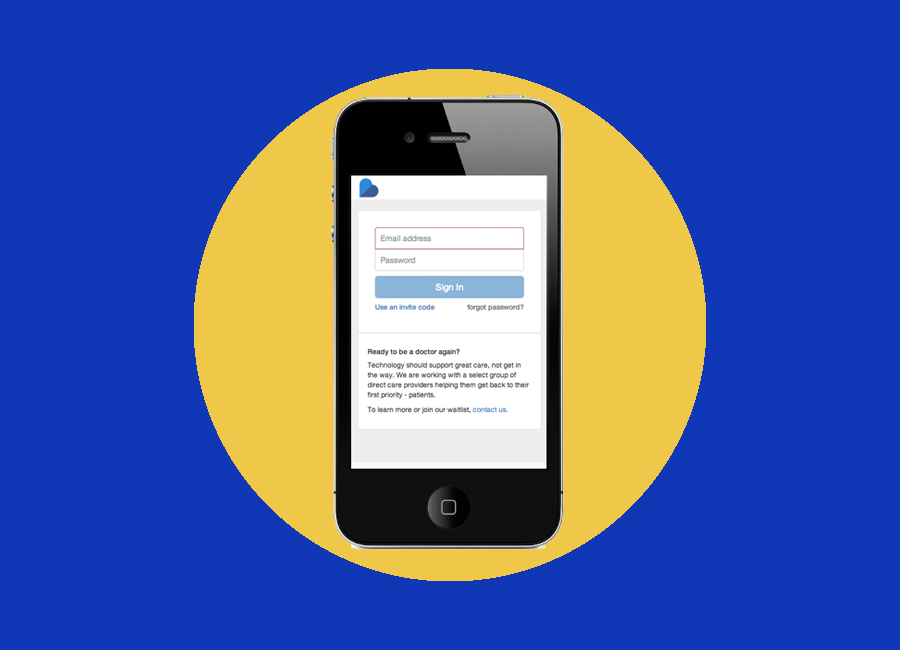 Email address
Password
Sign In
Use an invite code forgot password?
Ready to be a doctor again?
Technology should support great care, not get in
the way. We are working with a select group of
direct care providers helping them get back to their
first priority - patients.
To learn more or join our waitlist, contact us.